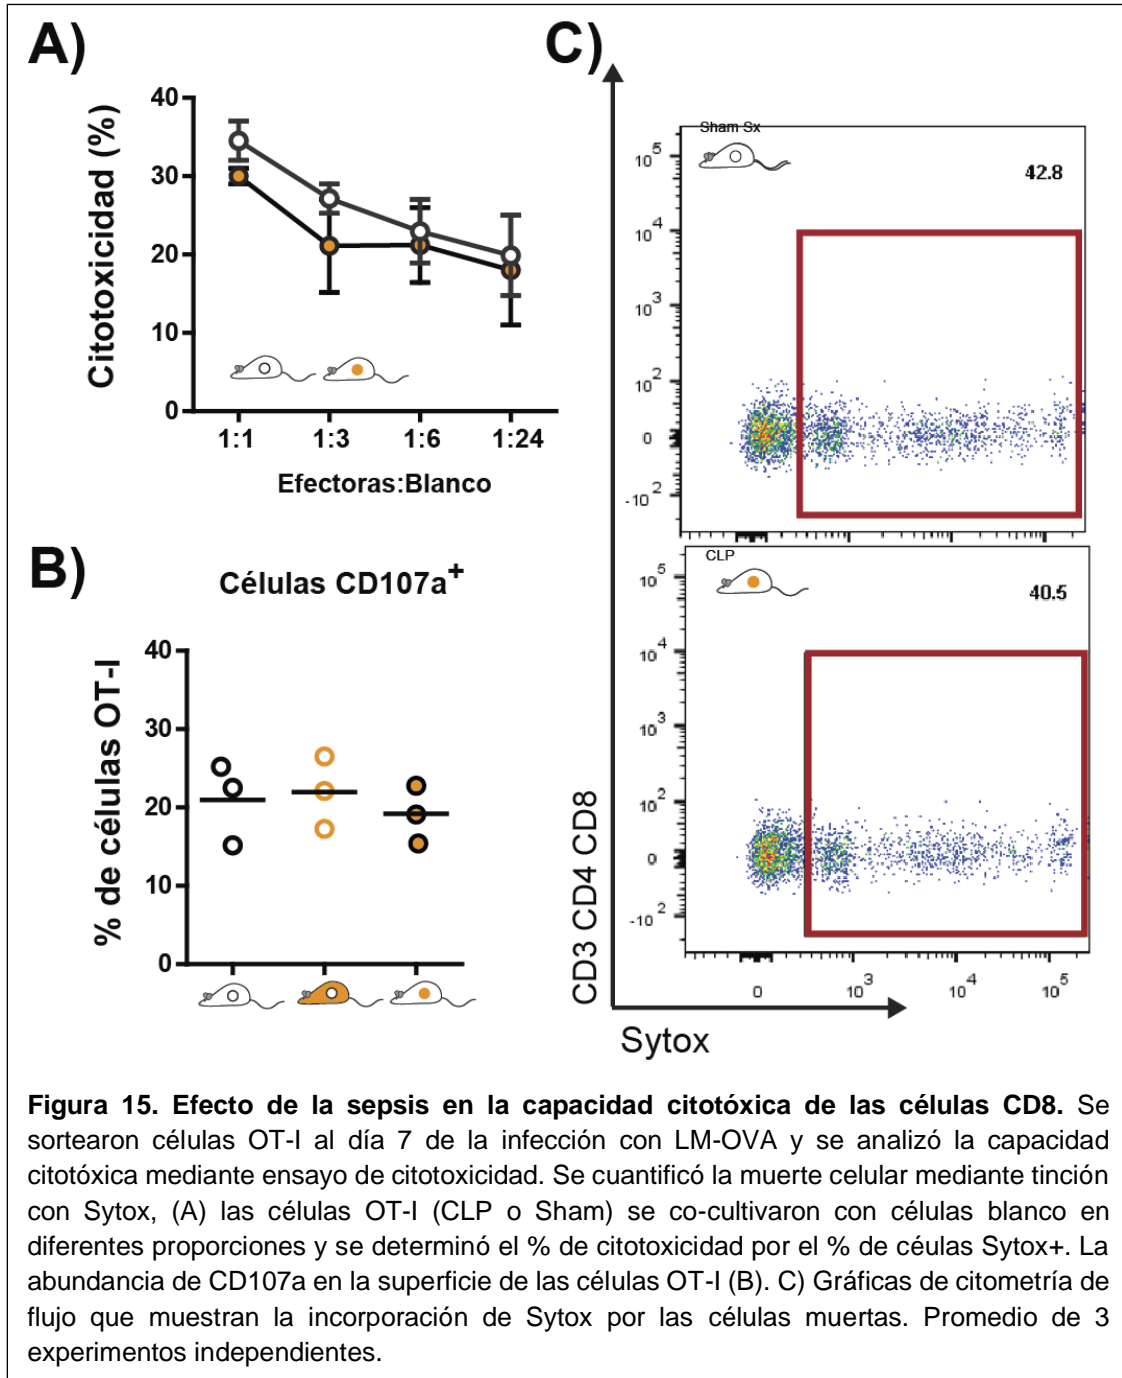 A)
Citotoxicidad (%)
40
30
20
10
0
1:1 1:3 1:6 1:24
Efectoras:Blanco
B)
Células CD107a+
% de células OT-I
40
30
20
10
0
C)
Sham Sx
42.8
10^5
10^4
10^3
10^2
0
-10^2
CLP
40.5
10^5
10^4
10^3
10^2
0
-10^2
0 10^3 10^4 10^5
CD3 CD4 CD8
Sytox
Figura 15. Efecto de la sepsis en la capacidad citotóxica de las células CD8. Se
sortearon células OT-I al día 7 de la infección con LM-OVA y se analizó la capacidad
citotóxica mediante ensayo de citotoxicidad. Se cuantificó la muerte celular mediante tinción
con Sytox, (A) las células OT-I (CLP o Sham) se co-cultivaron con células blanco en
diferentes proporciones y se determinó el % de citotoxicidad por el % de céulas Sytox+. La
abundancia de CD107a en la superficie de las células OT-I (B). C) Gráficas de citometría de
flujo que muestran la incorporación de Sytox por las células muertas. Promedio de 3
experimentos independientes.